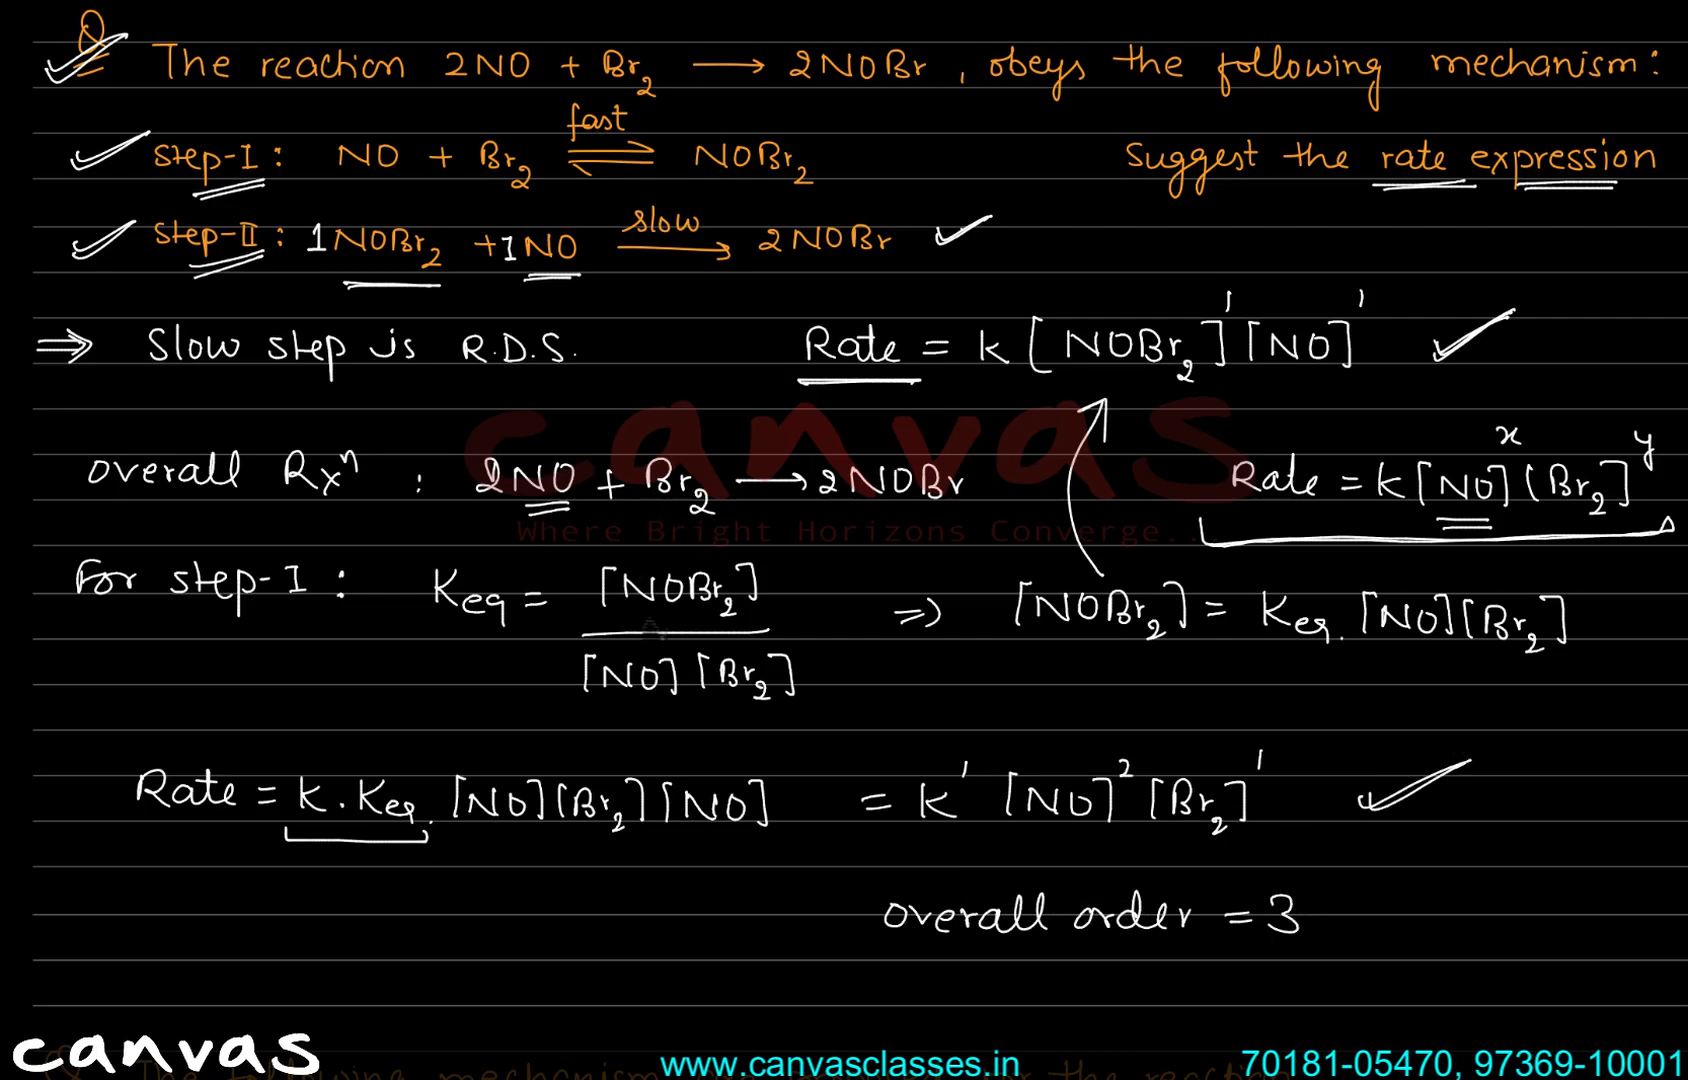 Q The reaction 2NO + Br₂ ⟶ 2NOBr, obeys the following mechanism:
Step-I: NO + Br₂ ⇌ NOBr₂ fast Suggest the rate expression
Step-II: 1NOBr₂ + 1NO ⟶ 2NOBr slow
⇒ Slow step is R.D.S. Rate = k[NOBr₂]¹[NO]¹
Overall Rxⁿ : 2NO + Br₂ ⟶ 2NOBr Rate = k[NO]ˣ[Br₂]ʸ
canvas
Where Bright Horizons Converge..
For step-I : Keq = [NOBr₂] / [NO][Br₂] ⇒ [NOBr₂] = Keq. [NO][Br₂]
Rate = k.Keq. [NO][Br₂][NO] = k' [NO]²[Br₂]¹
overall order = 3
canvas www.canvasclasses.in 70181-05470, 97369-10001